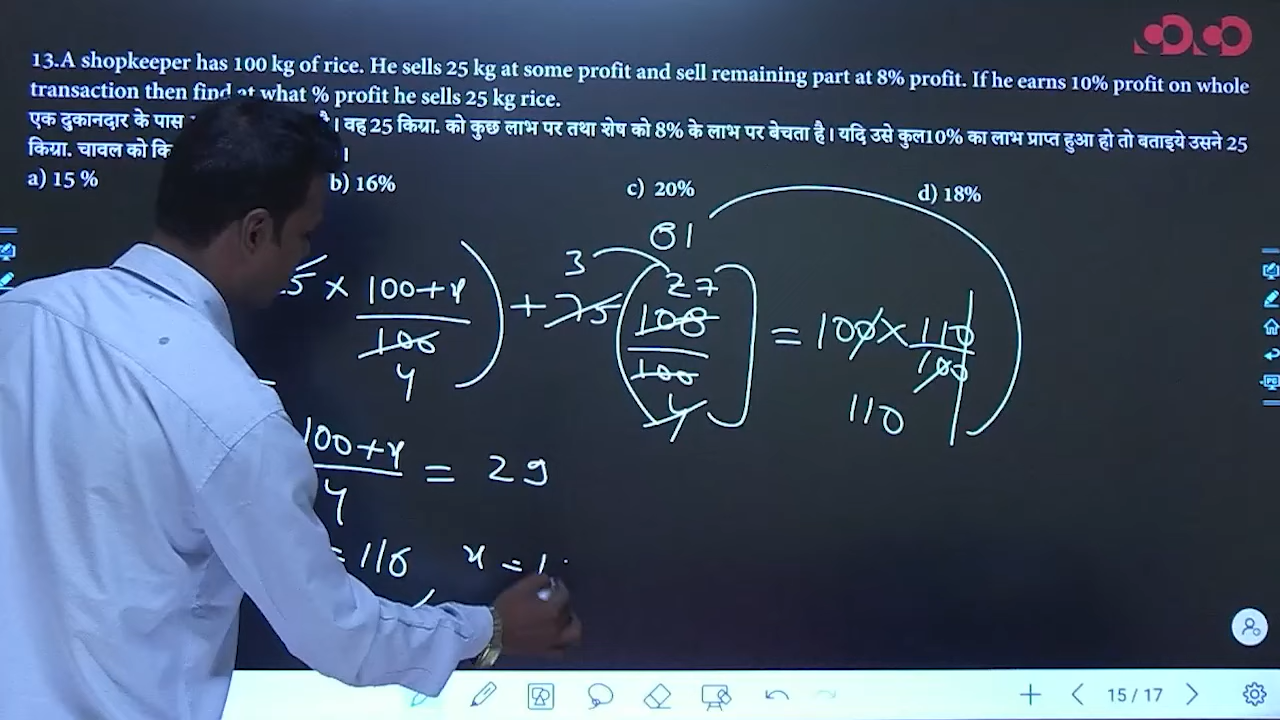 13.A shopkeeper has 100 kg of rice. He sells 25 kg at some profit and sell remaining part at 8% profit. If he earns 10% profit on whole
transaction then find at what % profit he sells 25 kg rice.
एक दुकानदार के पास है। वह 25 किग्रा. को कुछ लाभ पर तथा शेष को 8% के लाभ पर बेचता है। यदि उसे कुल10% का लाभ प्राप्त हुआ हो तो बताइये उसने 25
किग्रा. चावल को
a) 15 % b) 16% c) 20% d) 18%
81
3 27
5 × 100+x + 75 108 = 100 × 110
100 100 100
4 4 110
100+x = 29
4
= 116 x = 1
15 / 17